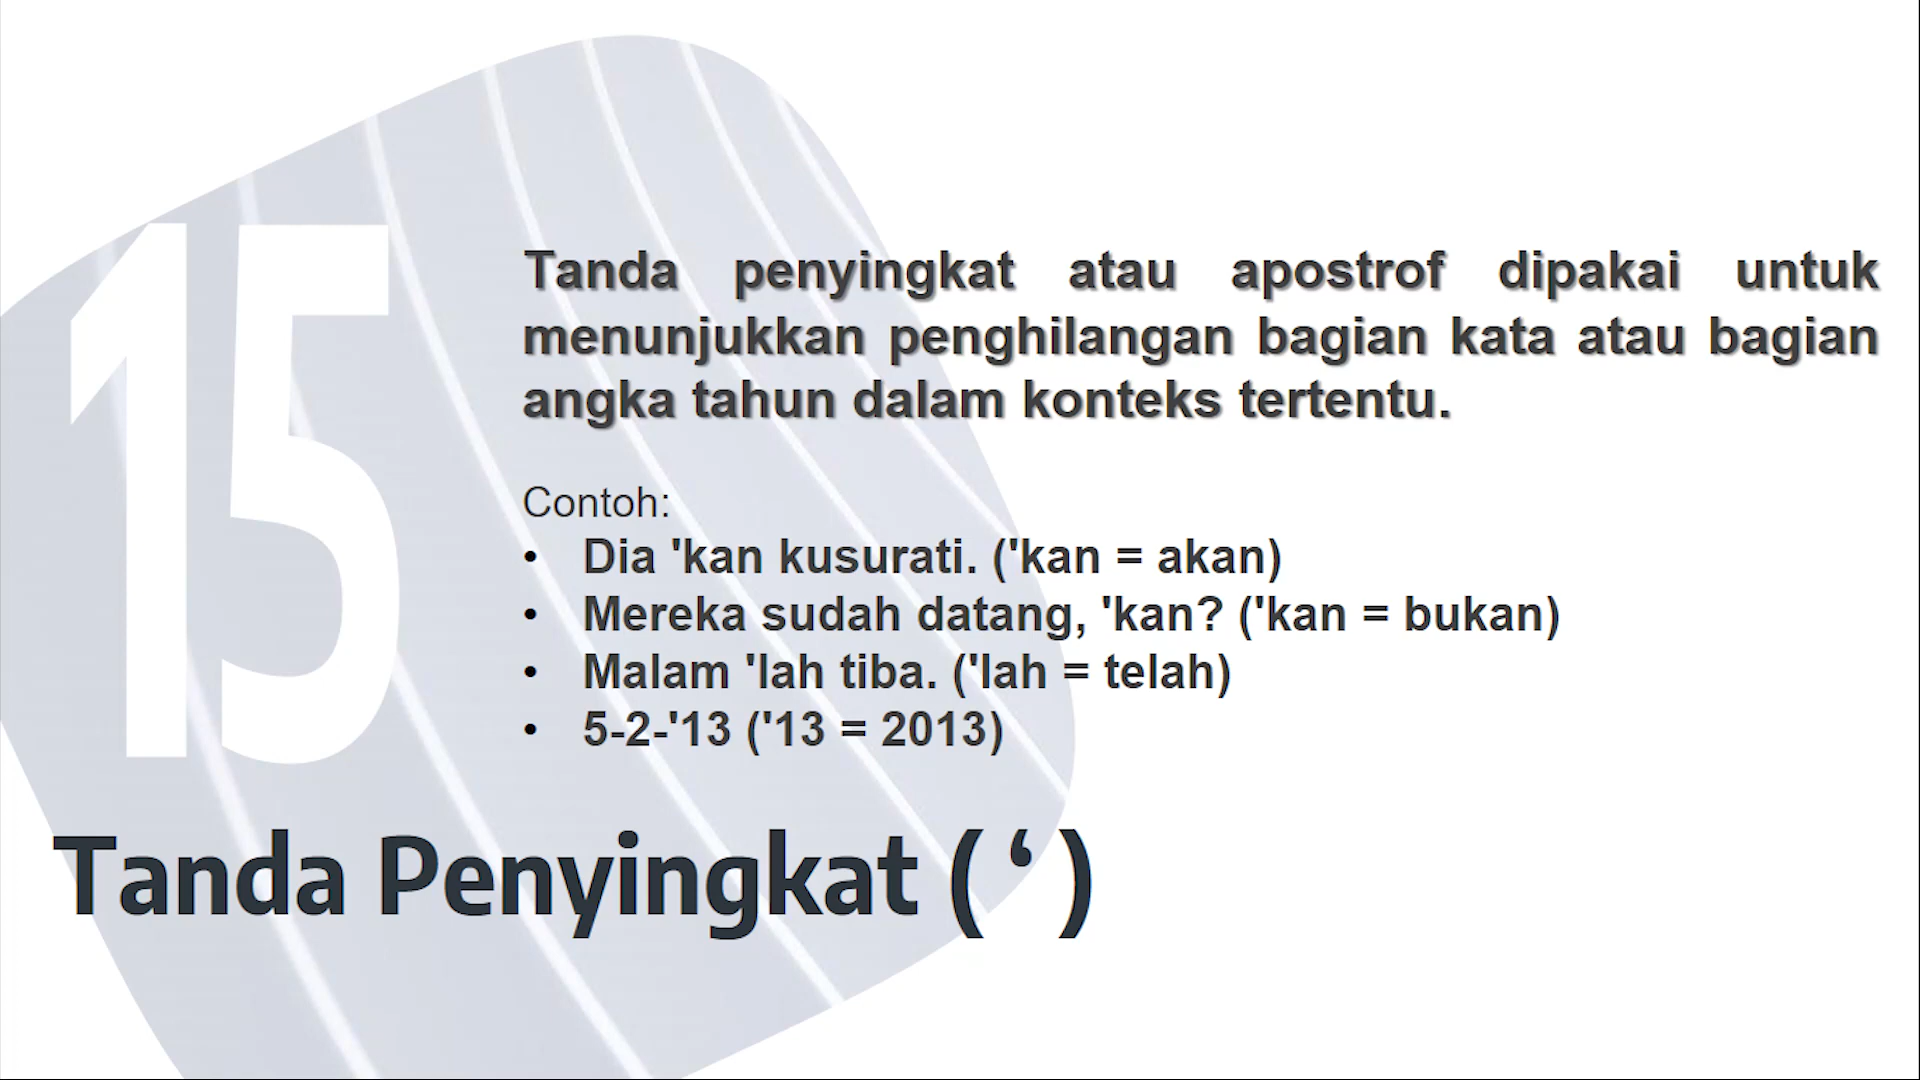 15
Tanda penyingkat atau apostrof dipakai untuk
menunjukkan penghilangan bagian kata atau bagian
angka tahun dalam konteks tertentu.
Contoh:
• Dia 'kan kusurati. ('kan = akan)
• Mereka sudah datang, 'kan? ('kan = bukan)
• Malam 'lah tiba. ('lah = telah)
• 5-2-'13 ('13 = 2013)
Tanda Penyingkat ( ‘ )